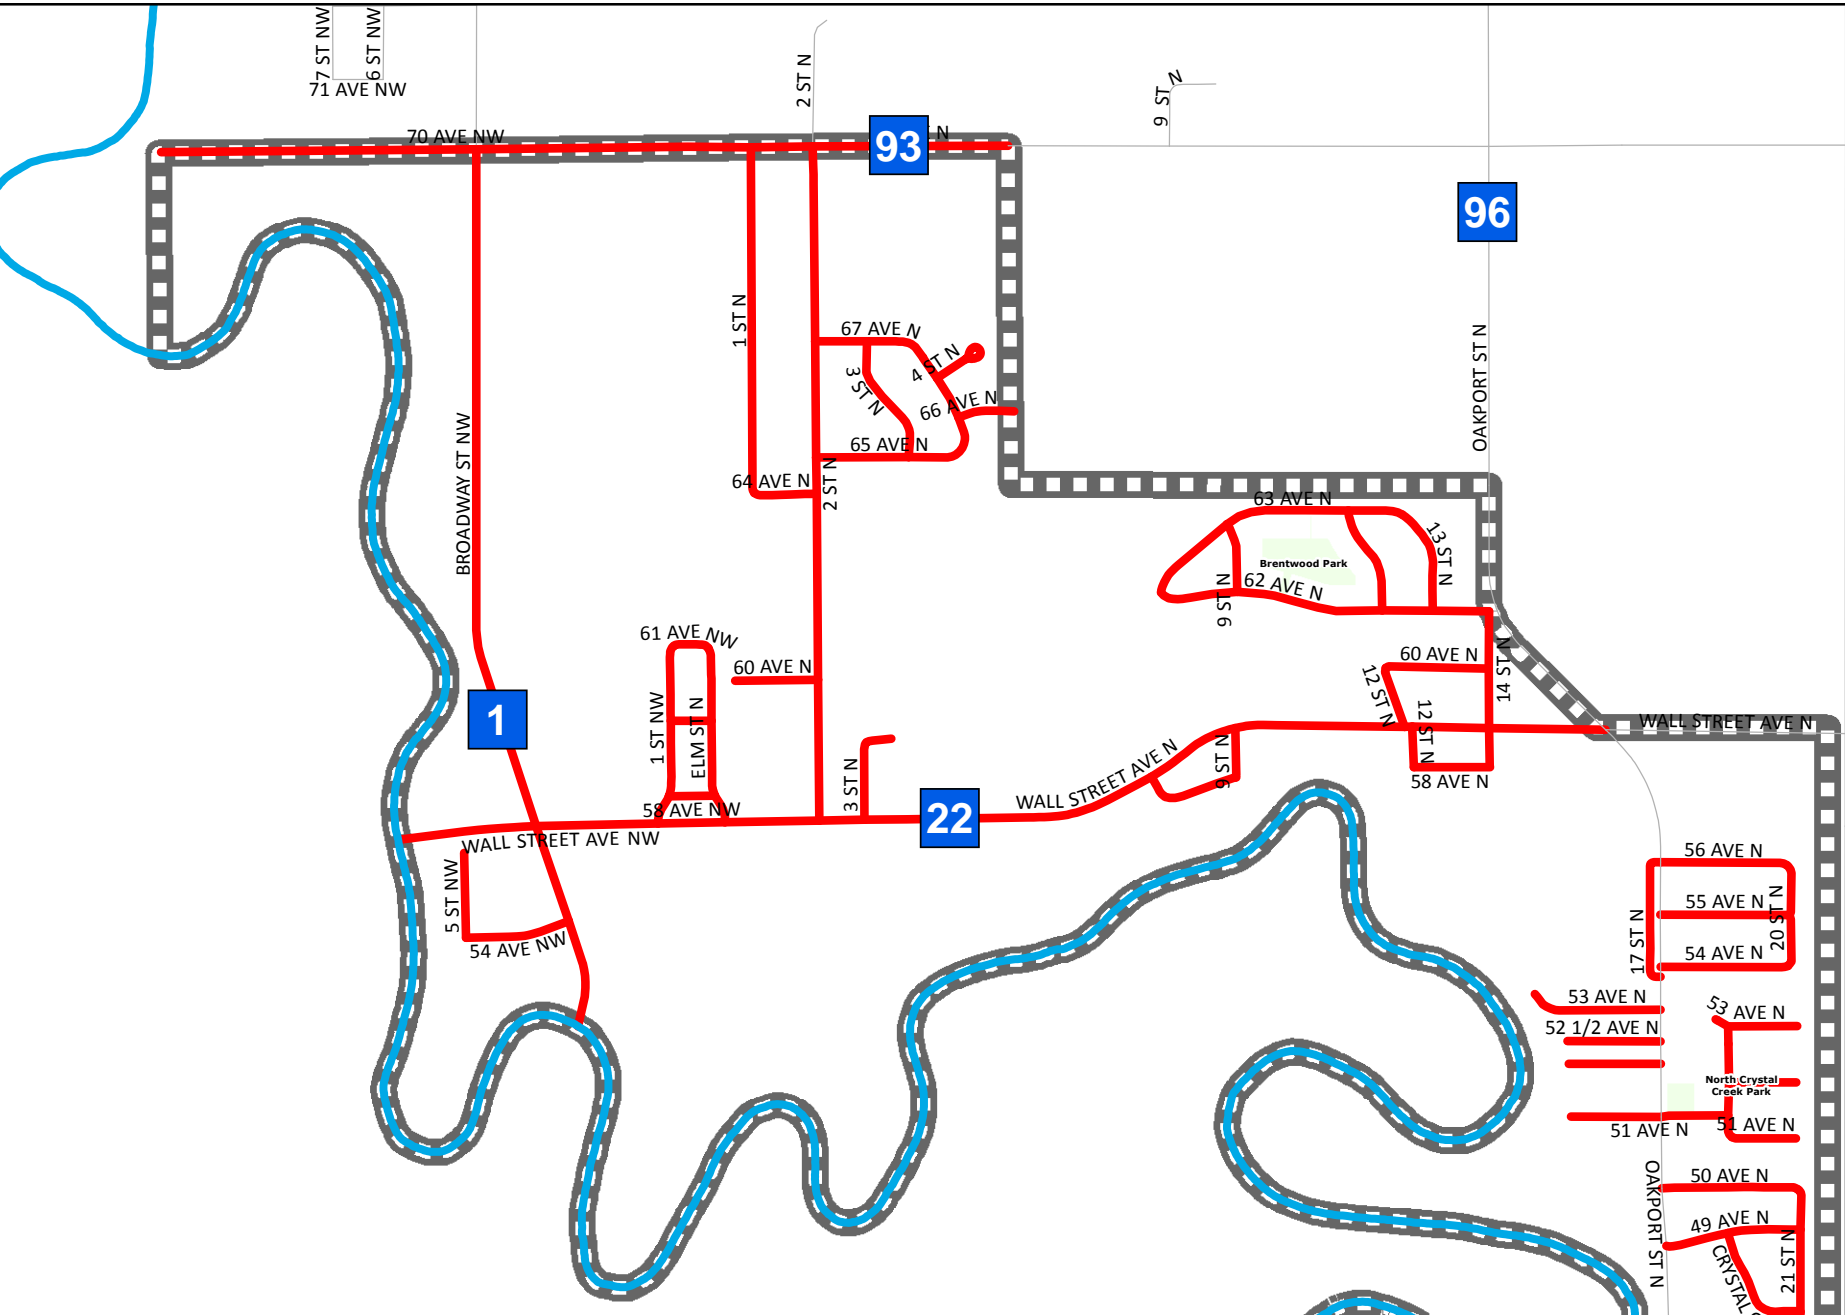 7 ST NW
6 ST NW
71 AVE NW
2 ST N
9 ST N
70 AVE NW
N
93
96
1 ST N
67 AVE N
4 ST N
3 ST N
66 AVE N
65 AVE N
64 AVE N
2 ST N
OAKPORT ST N
BROADWAY ST NW
63 AVE N
13 ST N
Brentwood Park
62 AVE N
9 ST N
61 AVE NW
60 AVE N
60 AVE N
14 ST N
12 ST N
12 ST N
1 ST NW
ELM ST N
1
WALL STREET AVE N
3 ST N
WALL STREET AVE N
9 ST N
58 AVE N
58 AVE NW
22
WALL STREET AVE NW
5 ST NW
54 AVE NW
56 AVE N
55 AVE N
20 ST N
17 ST N
54 AVE N
53 AVE N
53 AVE N
52 1/2 AVE N
North Crystal
Creek Park
51 AVE N
51 AVE N
OAKPORT ST N
50 AVE N
49 AVE N
CRYSTAL
21 ST N